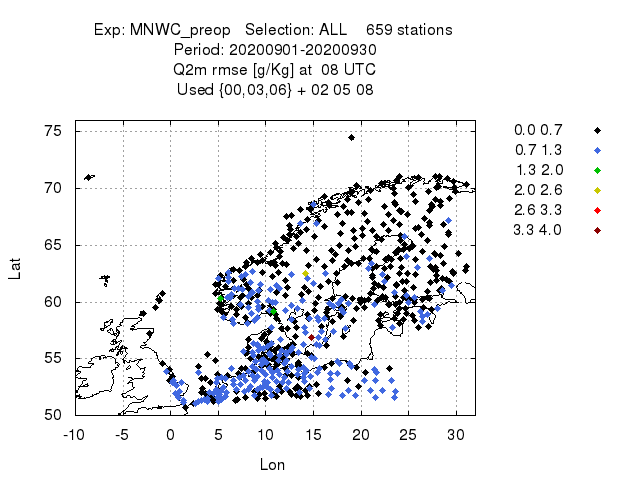 Exp: MNWC_preop   Selection: ALL    659 stations
Period: 20200901-20200930
Q2m rmse [g/Kg] at  08 UTC
Used {00,03,06} + 02 05 08
0.0 0.7
0.7 1.3
1.3 2.0
2.0 2.6
2.6 3.3
3.3 4.0
75
70
65
60
55
50
Lat
-10 -5 0 5 10 15 20 25 30
Lon